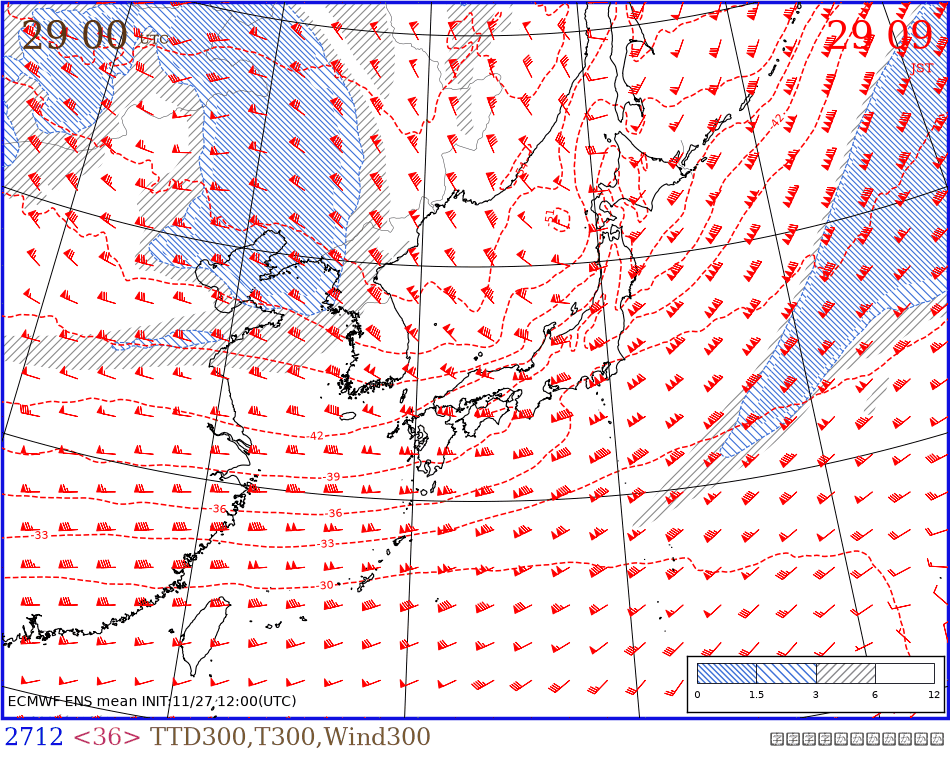 29 00 UTC
29 09
JST
-42
-51
-42
-39
-36 -36
-33 -33
-30
0 1.5 3 6 12
ECMWF ENS mean INIT:11/27 12:00(UTC)
2712 <36> TTD300,T300,Wind300